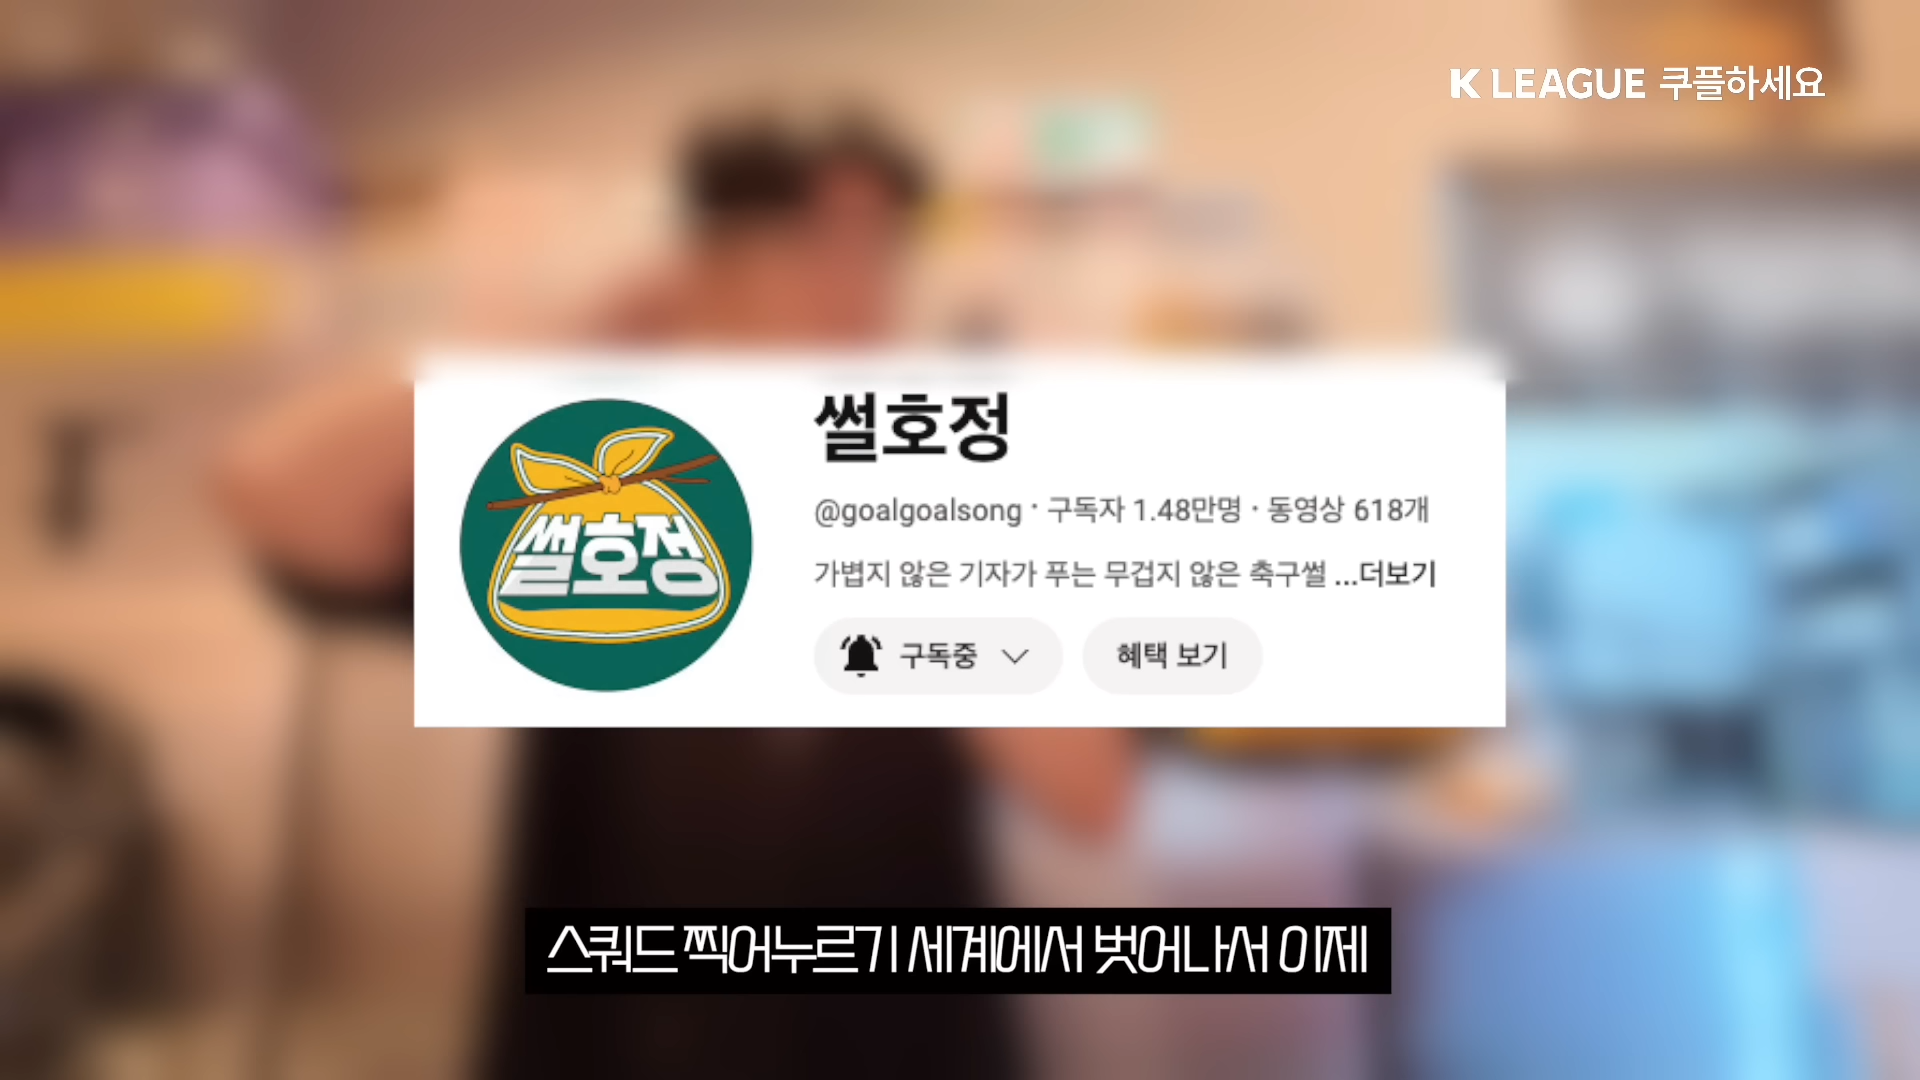 K LEAGUE 쿠플하세요
썰호정
썰호정
@goalgoalsong · 구독자 1.48만명 · 동영상 618개
가볍지 않은 기자가 푸는 무겁지 않은 축구썰 ...더보기
구독중
혜택 보기
스쿼드 찍어누르기 세계에서 벗어나서 이제